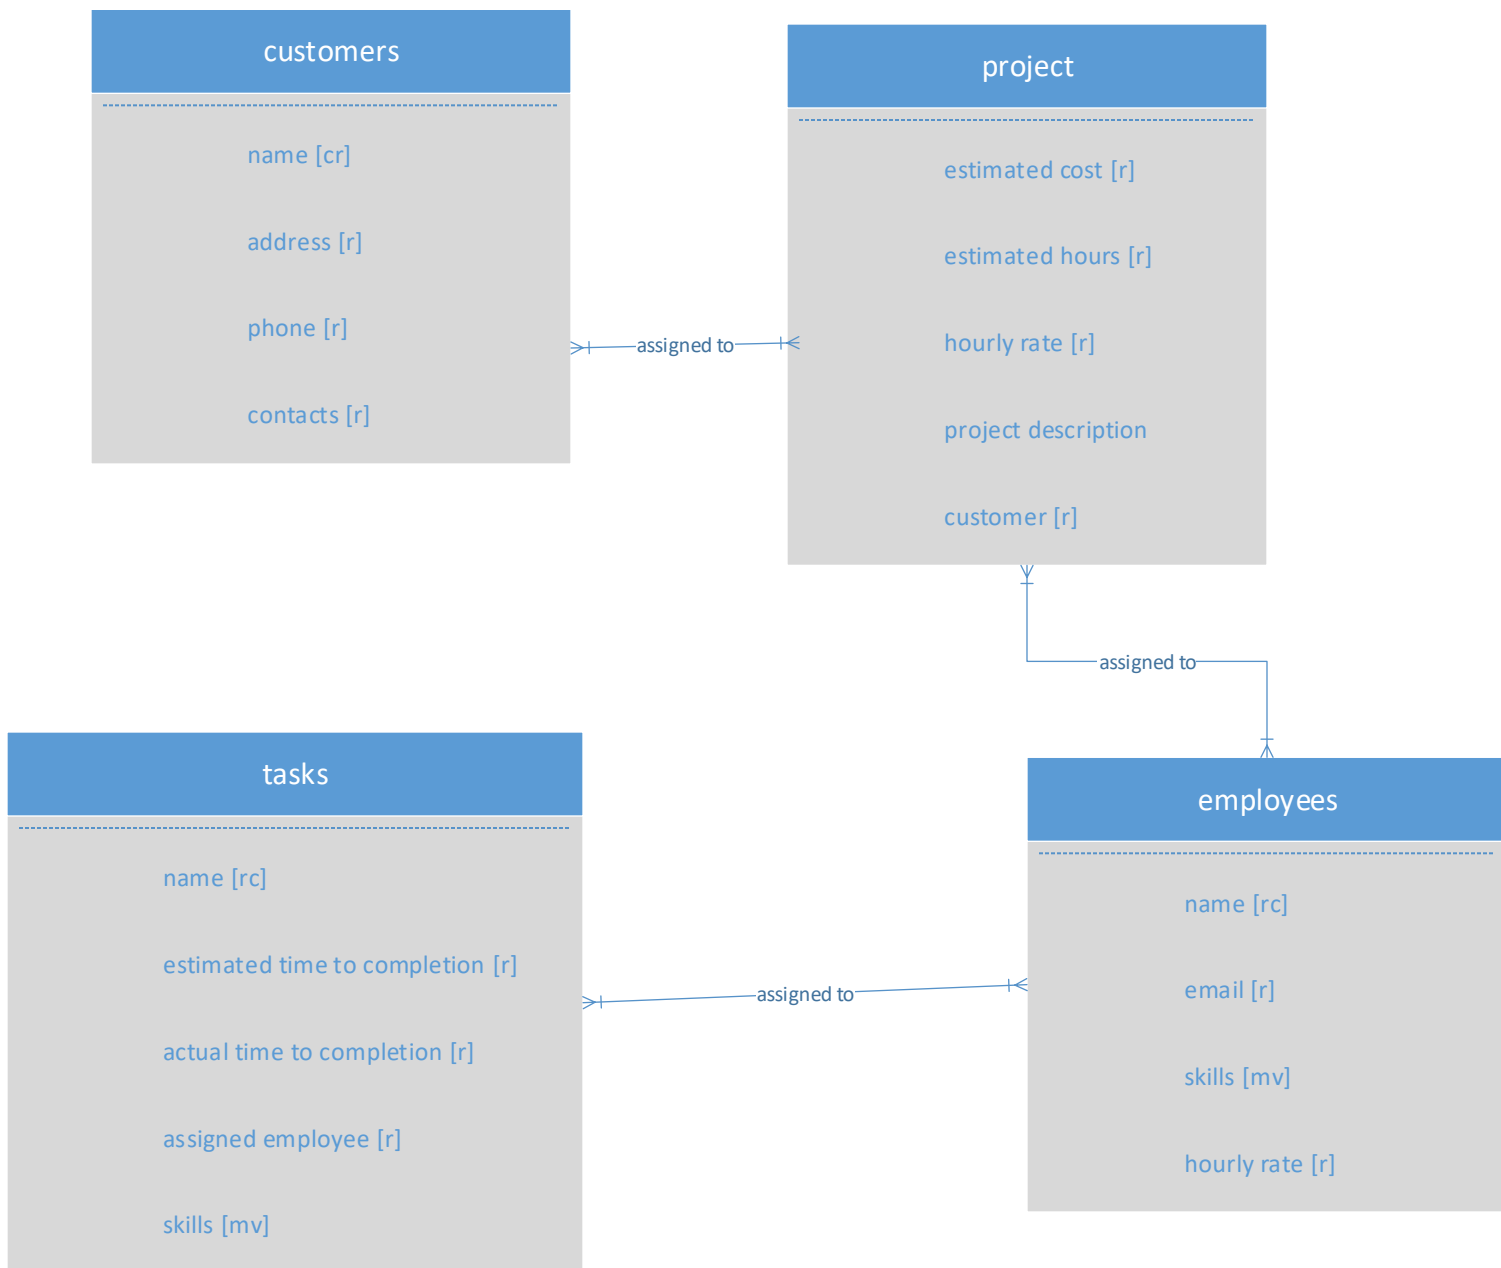 customers
name [cr]
address [r]
phone [r]
contacts [r]
assigned to
project
estimated cost [r]
estimated hours [r]
hourly rate [r]
project description
customer [r]
assigned to
tasks
name [rc]
estimated time to completion [r]
actual time to completion [r]
assigned employee [r]
skills [mv]
assigned to
employees
name [rc]
email [r]
skills [mv]
hourly rate [r]